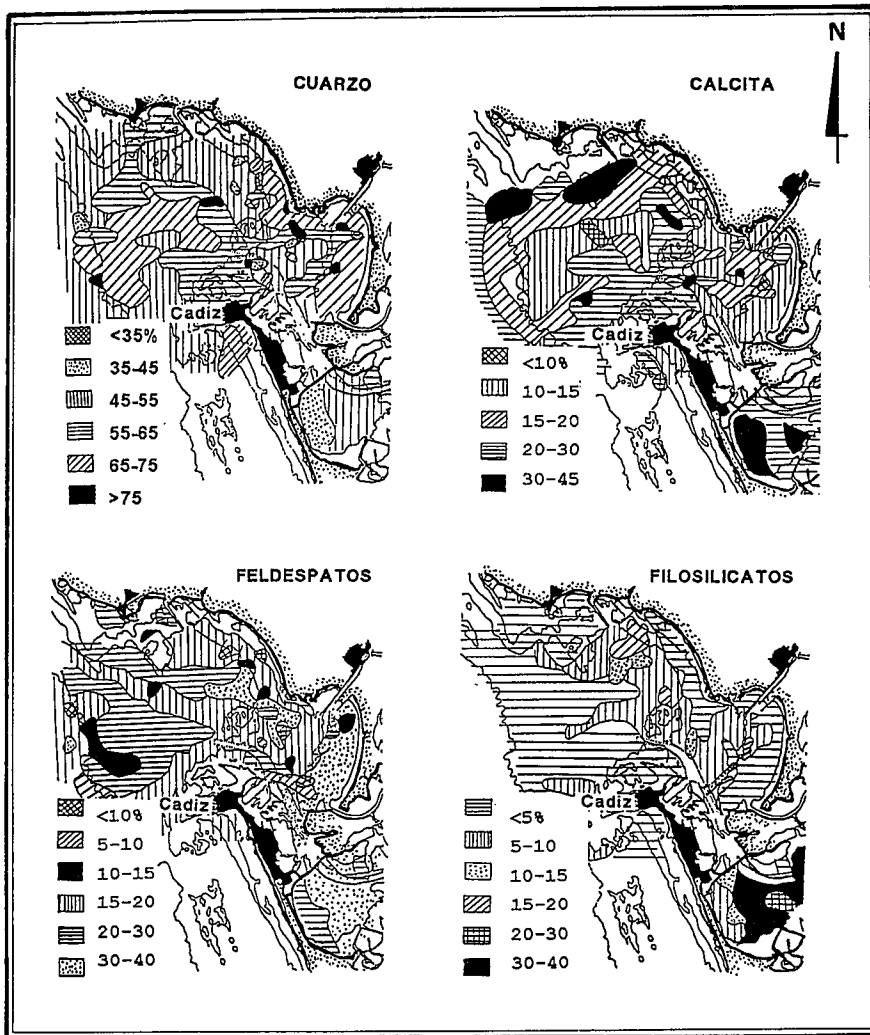 N
CUARZO
Cadiz
<35%
35-45
45-55
55-65
65-75
>75
CALCITA
Cadiz
<10%
10-15
15-20
20-30
30-45
FELDESPATOS
Cadiz
<10%
5-10
10-15
15-20
20-30
30-40
FILOSILICATOS
Cadiz
<5%
5-10
10-15
15-20
20-30
30-40